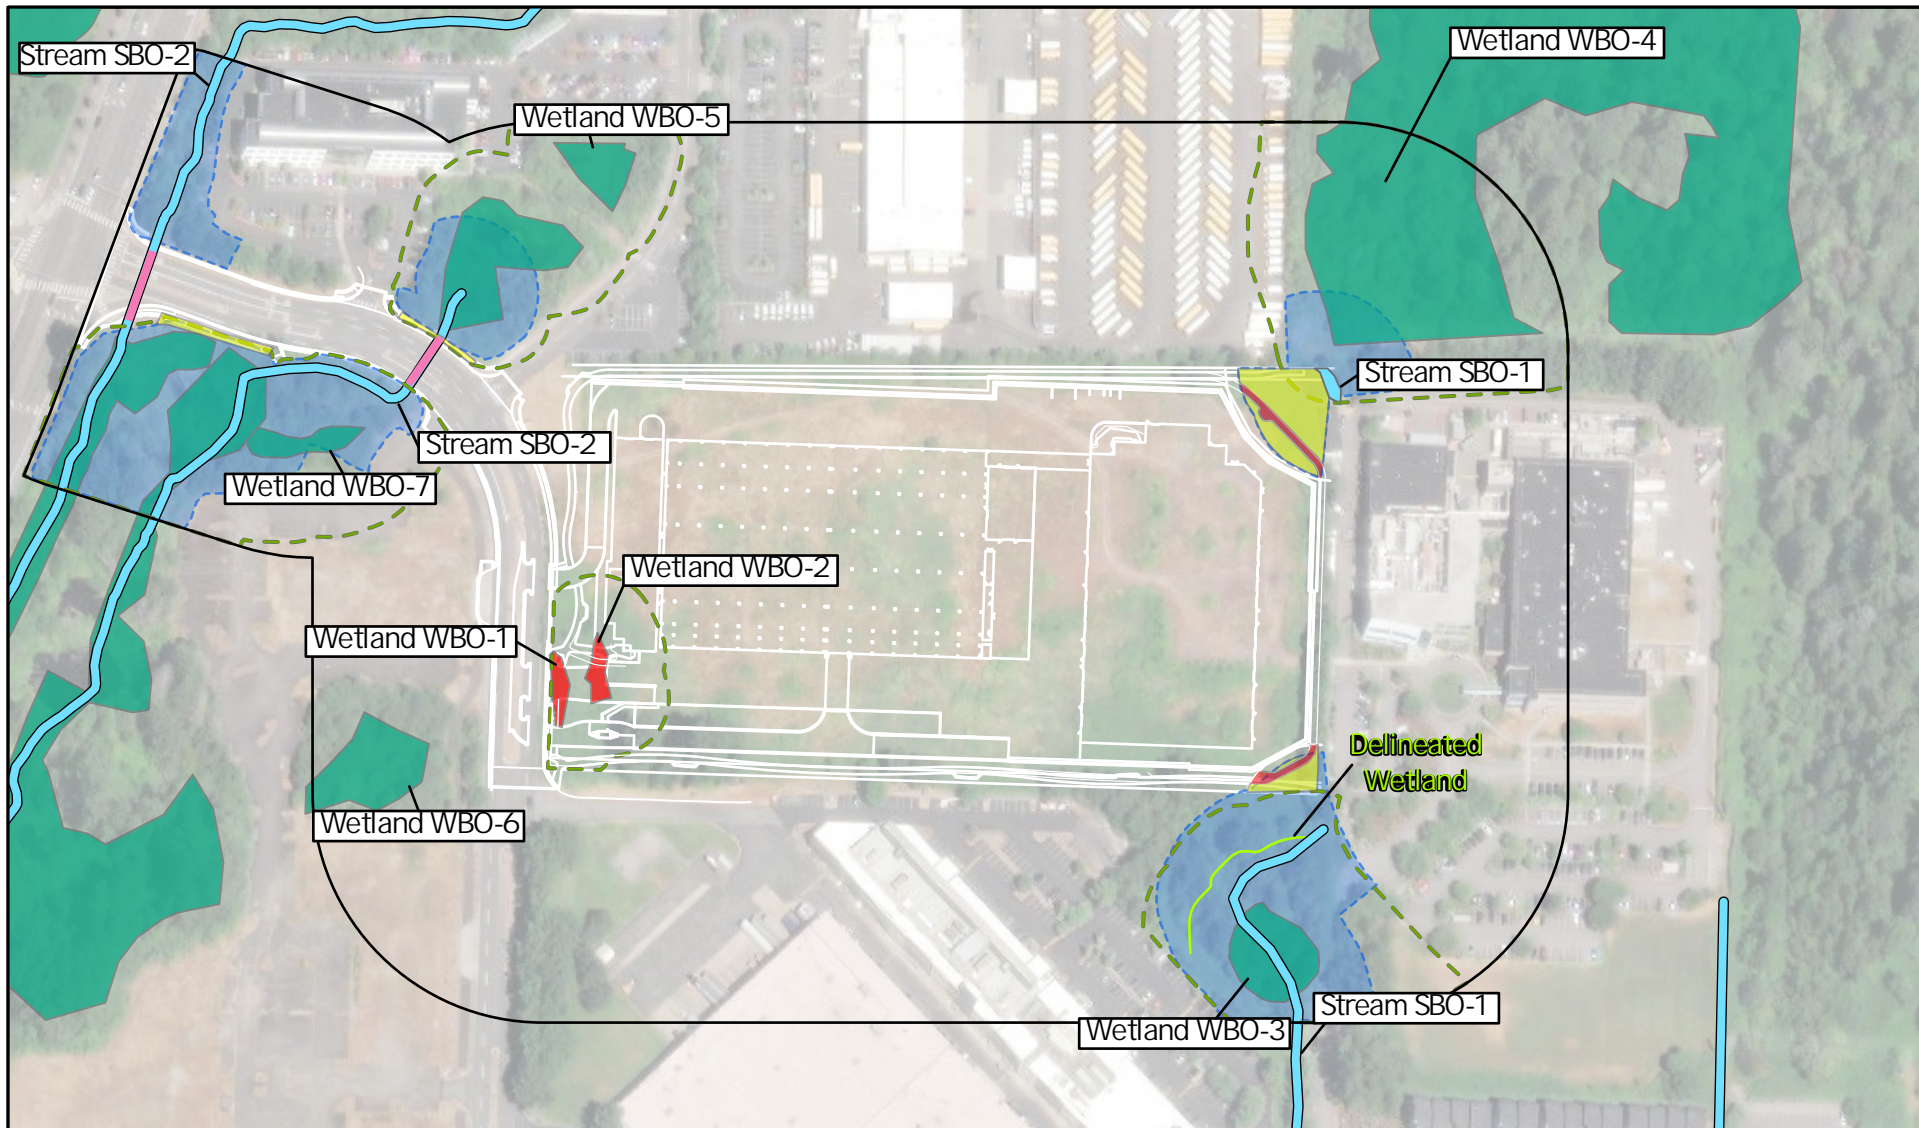 Wetland WBO-4
Stream SBO-2
Wetland WBO-5
Stream SBO-1
Stream SBO-2
Wetland WBO-7
Wetland WBO-2
Wetland WBO-1
Delineated
Wetland
Wetland WBO-6
Stream SBO-1
Wetland WBO-3